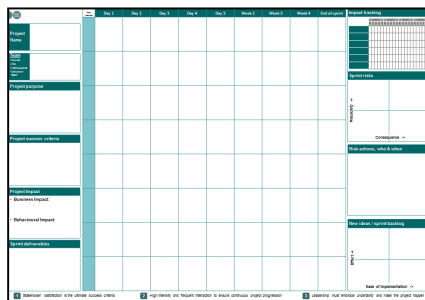 Day 1 Day 2 Day 3 Day 4 Day 5 Week 2 Week 3 Week 4 End of sprint
Impact tracking
Project
Name
Team
Project purpose
Project success criteria
Project Impact
- Business Impact:
- Behavioural Impact:
Sprint deliverables
Sprint risks
Probability ->
Consequence ->
Risk actions, who & when
New ideas / sprint backlog
Effect ->
Ease of implementation ->
1 Stakeholder satisfaction is the ultimate success criteria
2 High intensity and frequent interaction to ensure continuous project progression
3 Leadership must embrace uncertainty and make the project happen